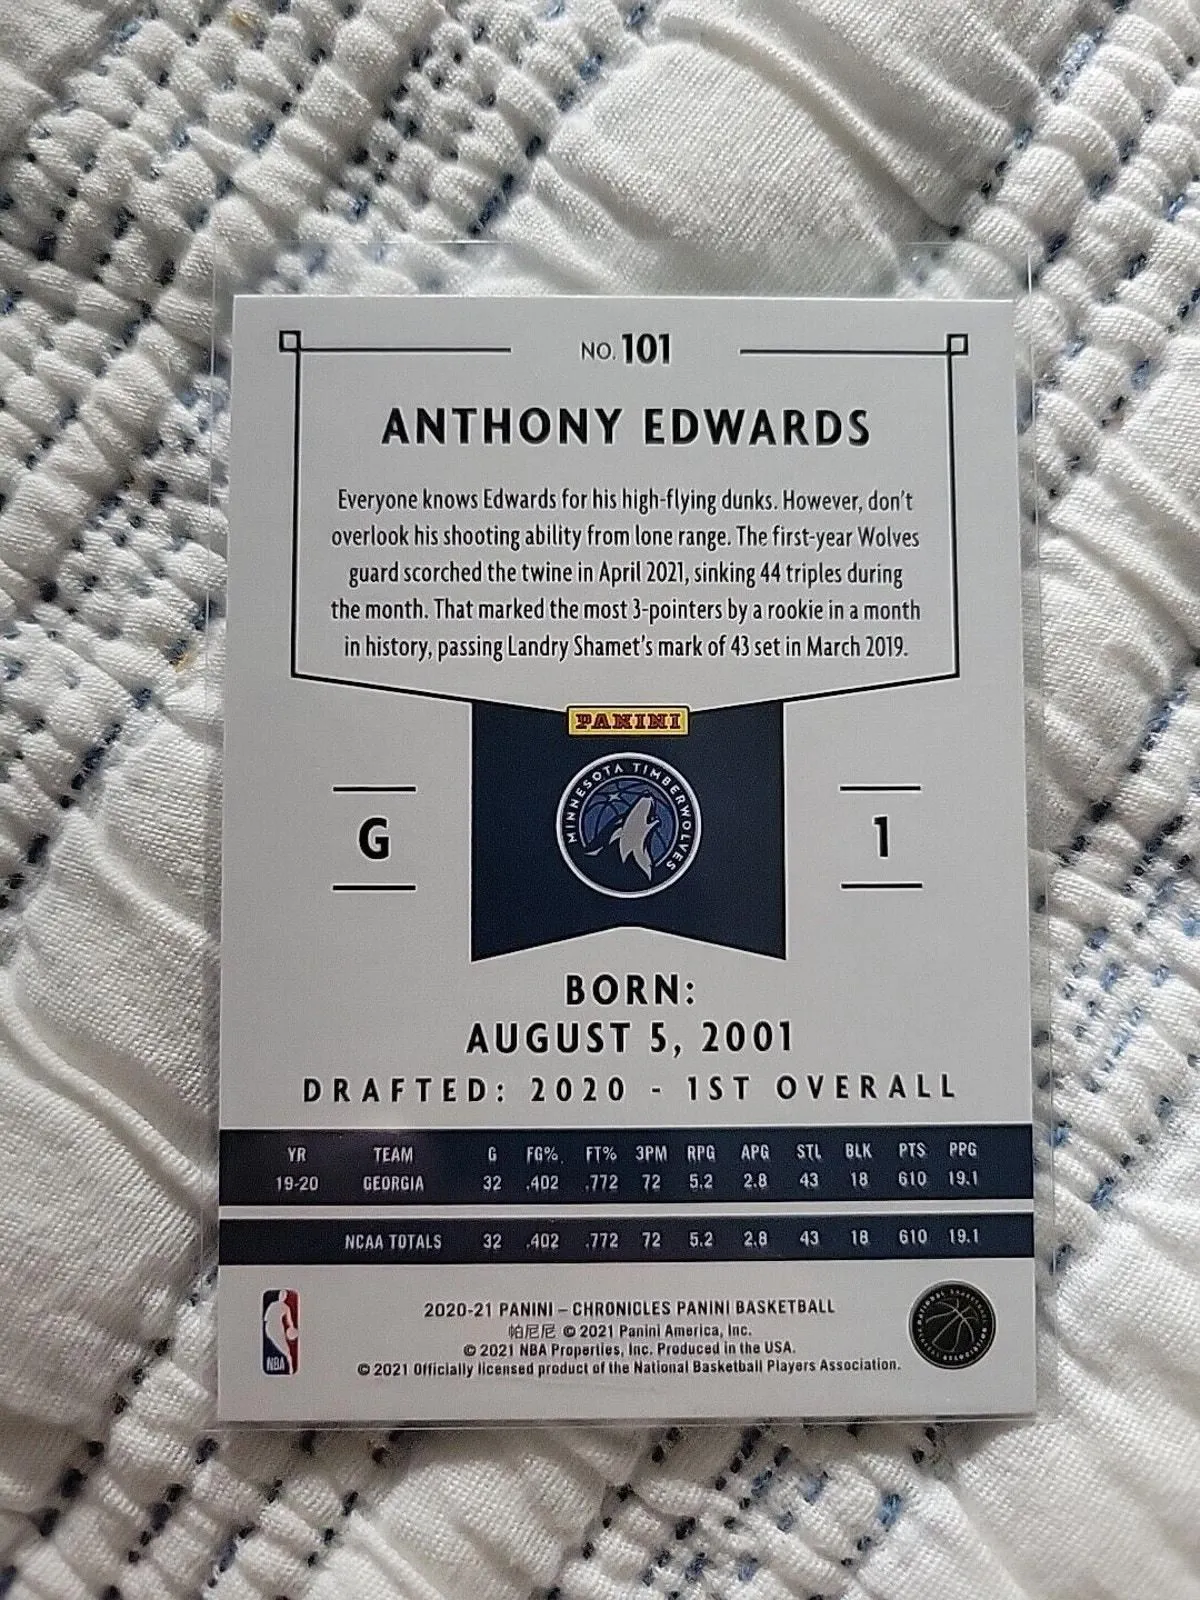 NO. 101
ANTHONY EDWARDS
Everyone knows Edwards for his high-flying dunks. However, don't
overlook his shooting ability from lone range. The first-year Wolves
guard scorched the twine in April 2021, sinking 44 triples during
the month. That marked the most 3-pointers by a rookie in a month
in history, passing Landry Shamet's mark of 43 set in March 2019.
PANINI
MINNESOTA TIMBERWOLVES
G
1
BORN:
AUGUST 5, 2001
DRAFTED: 2020 - 1ST OVERALL
YR TEAM G FG% FT% 3PM RPG APG STL BLK PTS PPG
19-20 GEORGIA 32 .402 .772 72 5.2 2.8 43 18 610 19.1
NCAA TOTALS 32 .402 .772 72 5.2 2.8 43 18 610 19.1
2020-21 PANINI – CHRONICLES PANINI BASKETBALL
帕尼尼 © 2021 Panini America, Inc.
© 2021 NBA Properties, Inc. Produced in the USA.
© 2021 Officially licensed product of the National Basketball Players Association.
NBA
NATIONAL BASKETBALL
ASSOCIATION